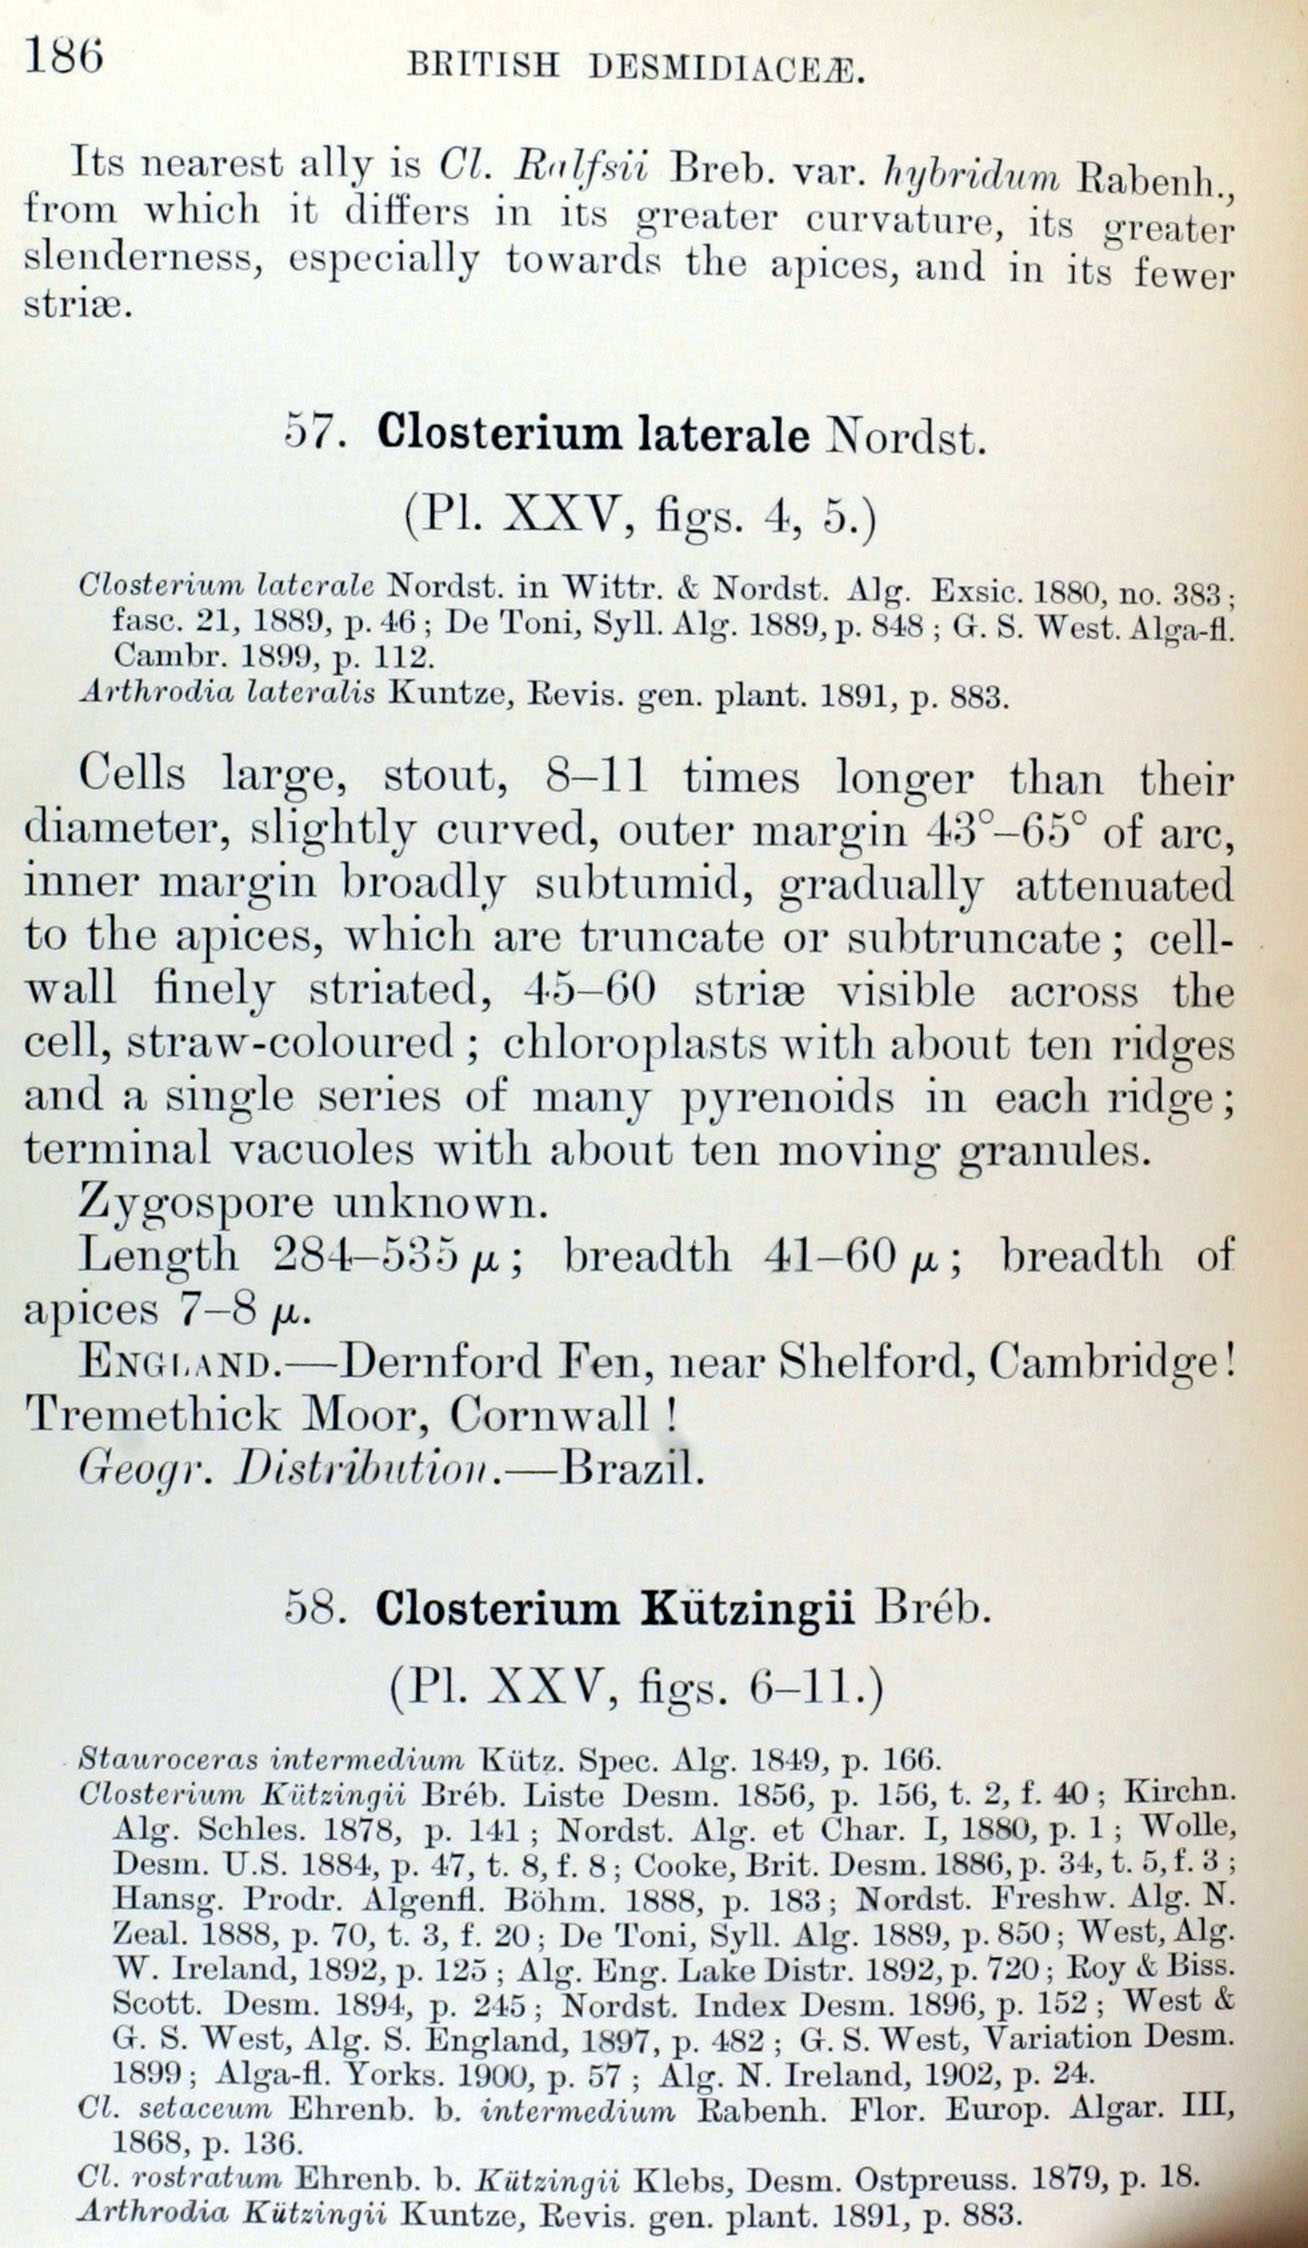 186
BRITISH DESMIDIACEÆ.
Its nearest ally is Cl. Ralfsii Breb. var. hybridum Rabenh.,
from which it differs in its greater curvature, its greater
slenderness, especially towards the apices, and in its fewer
striæ.
57. Closterium laterale Nordst.
(Pl. XXV, figs. 4, 5.)
Closterium laterale Nordst. in Wittr. & Nordst. Alg. Exsic. 1880, no. 383;
fasc. 21, 1889, p. 46; De Toni, Syll. Alg. 1889, p. 848; G. S. West. Alga-fl.
Cambr. 1899, p. 112.
Arthrodia lateralis Kuntze, Revis. gen. plant. 1891, p. 883.
Cells large, stout, 8–11 times longer than their
diameter, slightly curved, outer margin 43°–65° of arc,
inner margin broadly subtumid, gradually attenuated
to the apices, which are truncate or subtruncate; cell-
wall finely striated, 45–60 striæ visible across the
cell, straw-coloured; chloroplasts with about ten ridges
and a single series of many pyrenoids in each ridge;
terminal vacuoles with about ten moving granules.
Zygospore unknown.
Length 284–535 μ; breadth 41–60 μ; breadth of
apices 7–8 μ.
ENGLAND.—Dernford Fen, near Shelford, Cambridge!
Tremethick Moor, Cornwall!
Geogr. Distribution.—Brazil.
58. Closterium Kützingii Bréb.
(Pl. XXV, figs. 6–11.)
Stauroceras intermedium Kütz. Spec. Alg. 1849, p. 166.
Closterium Kützingii Bréb. Liste Desm. 1856, p. 156, t. 2, f. 40; Kirchn.
Alg. Schles. 1878, p. 141; Nordst. Alg. et Char. I, 1880, p. 1; Wolle,
Desm. U.S. 1884, p. 47, t. 8, f. 8; Cooke, Brit. Desm. 1886, p. 34, t. 5, f. 3;
Hansg. Prodr. Algenfl. Böhm. 1888, p. 183; Nordst. Freshw. Alg. N.
Zeal. 1888, p. 70, t. 3, f. 20; De Toni, Syll. Alg. 1889, p. 850; West, Alg.
W. Ireland, 1892, p. 125; Alg. Eng. Lake Distr. 1892, p. 720; Roy & Biss.
Scott. Desm. 1894, p. 245; Nordst. Index Desm. 1896, p. 152; West &
G. S. West, Alg. S. England, 1897, p. 482; G. S. West, Variation Desm.
1899; Alga-fl. Yorks. 1900, p. 57; Alg. N. Ireland, 1902, p. 24.
Cl. setaceum Ehrenb. b. intermedium Rabenh. Flor. Europ. Algar. III,
1868, p. 136.
Cl. rostratum Ehrenb. b. Kützingii Klebs, Desm. Ostpreuss. 1879, p. 18.
Arthrodia Kützingii Kuntze, Revis. gen. plant. 1891, p. 883.